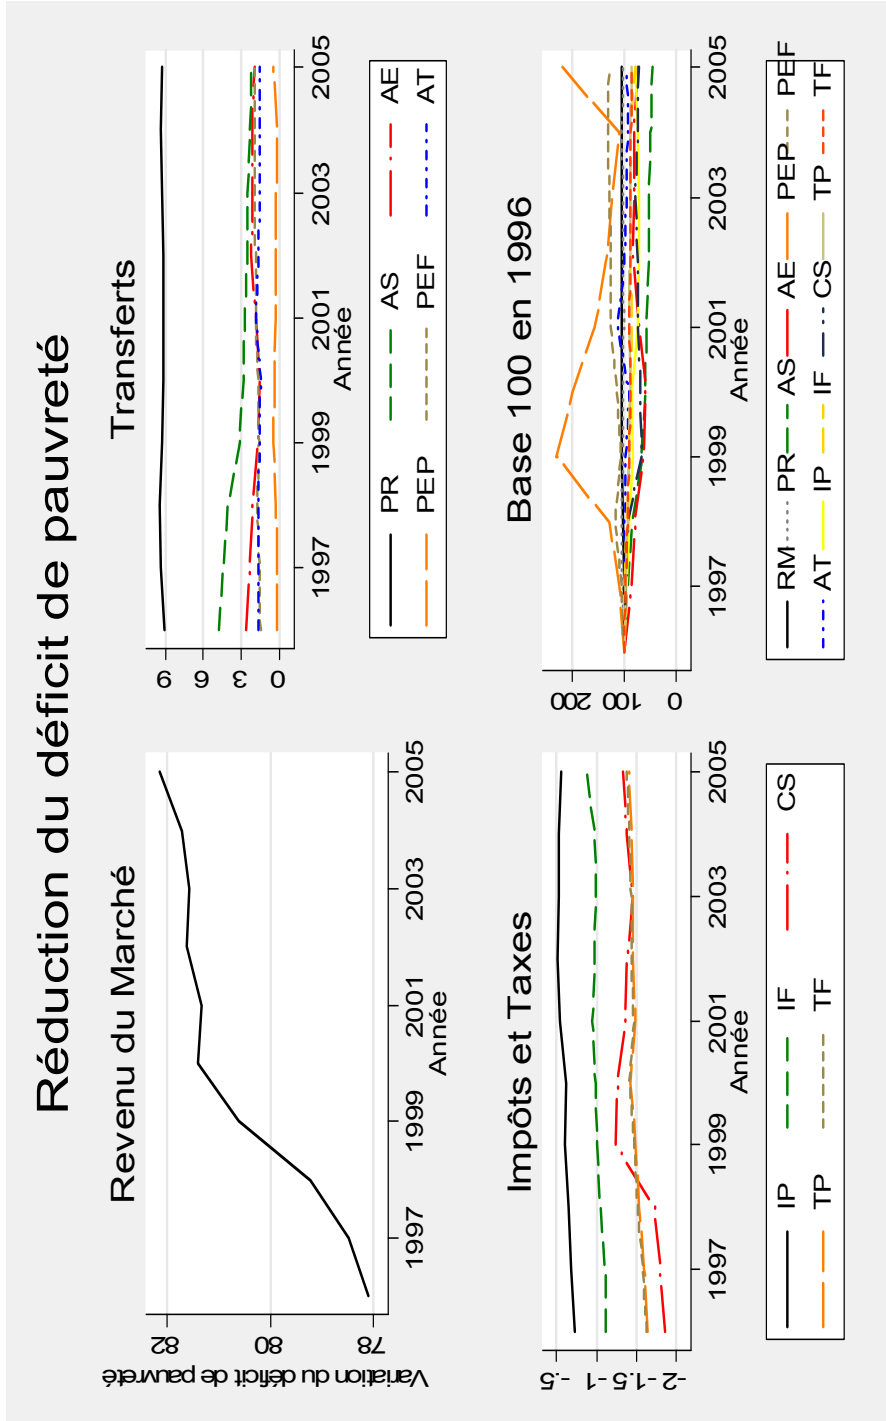 Réduction du déficit de pauvreté
Revenu du Marché
Variation du déficit de pauvreté
82
80
78
1997 1999 2001 2003 2005
Année
Transferts
9
6
3
0
1997 1999 2001 2003 2005
Année
PR AS AE
PEP PEF AT
Impôts et Taxes
-.5
-1
-1.5
-2
1997 1999 2001 2003 2005
Année
IP IF CS
TP TF
Base 100 en 1996
200
100
0
1997 1999 2001 2003 2005
Année
RM PR AS AE PEP PEF
AT IP IF CS TP TF